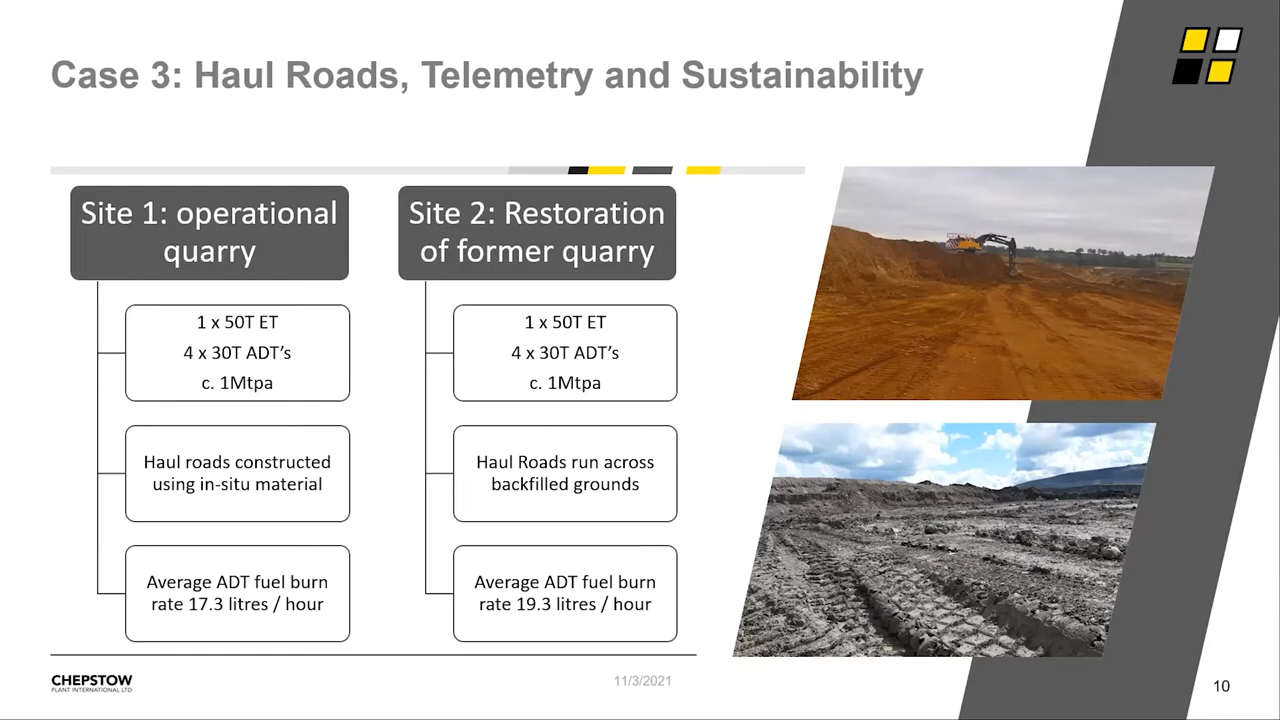 Case 3: Haul Roads, Telemetry and Sustainability
Site 1: operational
quarry
1 x 50T ET
4 x 30T ADT’s
c. 1Mtpa
Haul roads constructed
using in-situ material
Average ADT fuel burn
rate 17.3 litres / hour
Site 2: Restoration
of former quarry
1 x 50T ET
4 x 30T ADT’s
c. 1Mtpa
Haul Roads run across
backfilled grounds
Average ADT fuel burn
rate 19.3 litres / hour
CHEPSTOW
PLANT INTERNATIONAL LTD
11/3/2021
10